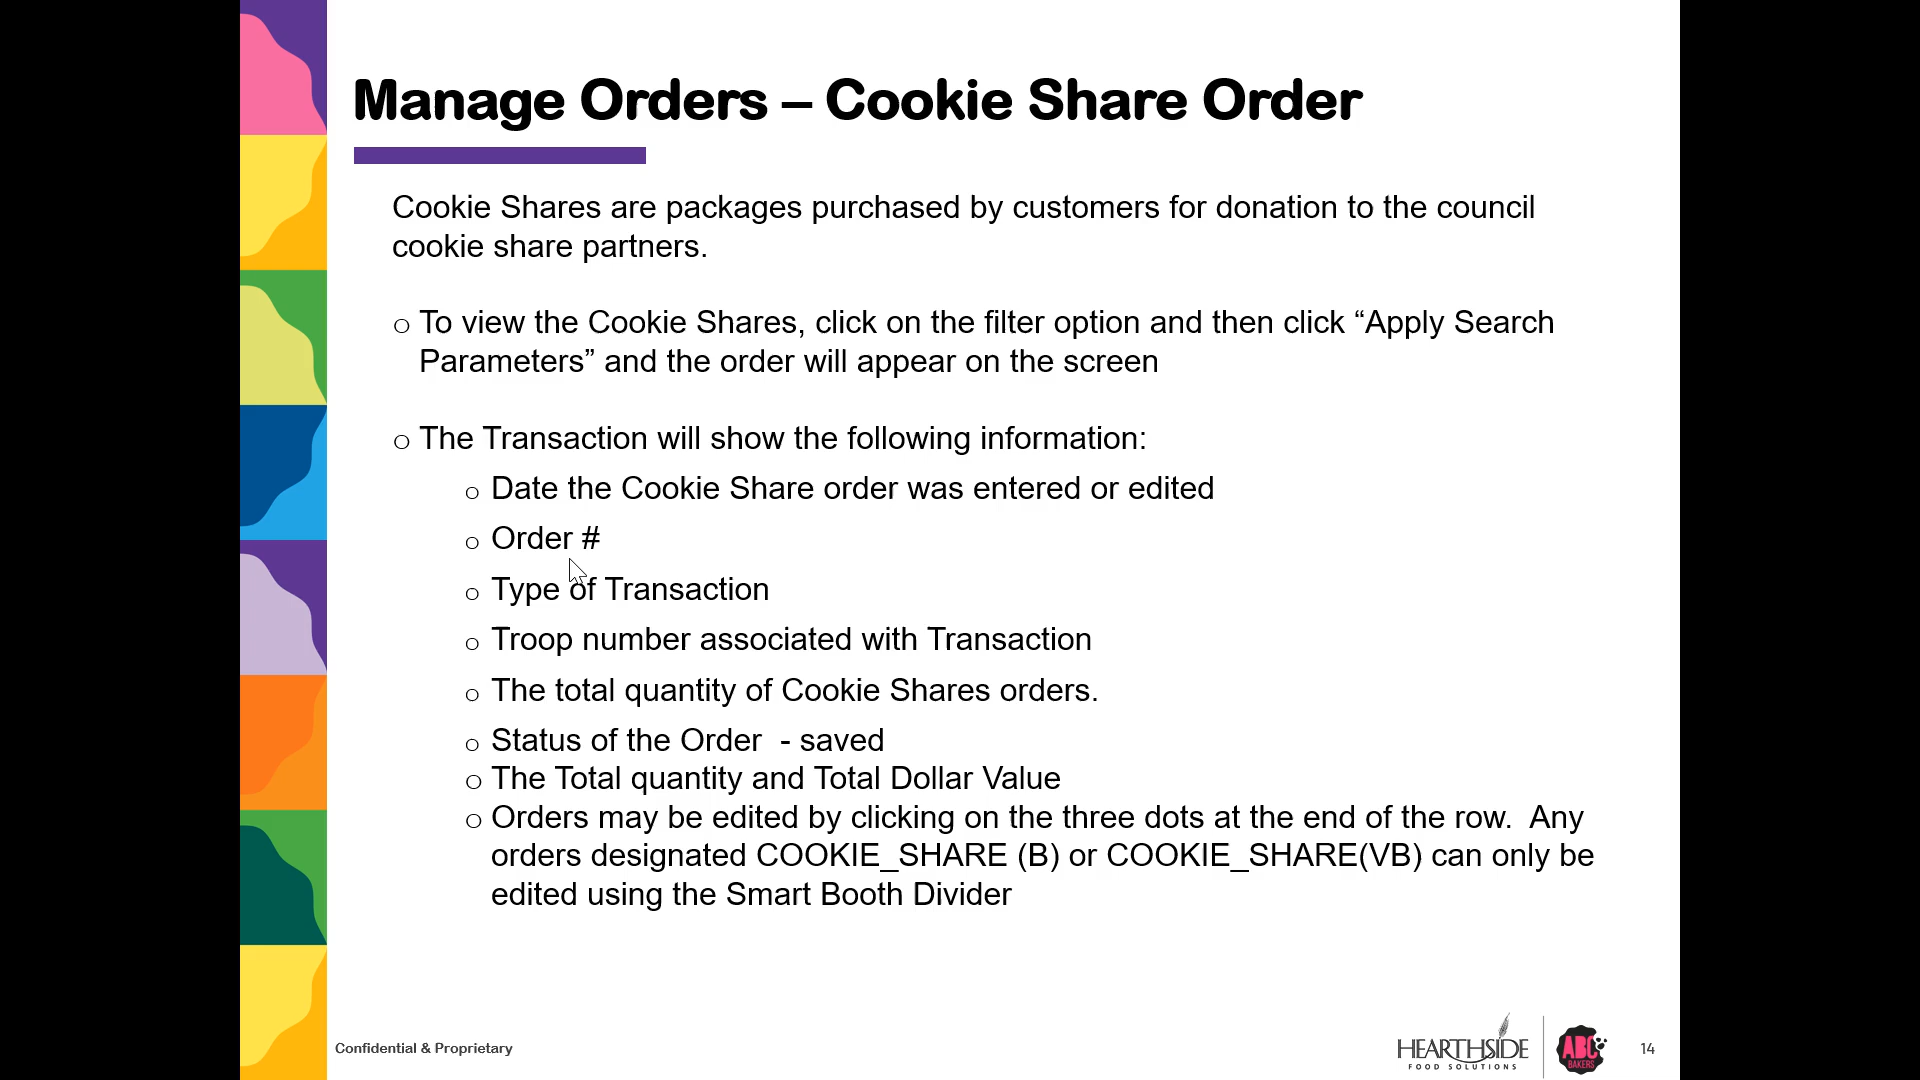 Manage Orders – Cookie Share Order
Cookie Shares are packages purchased by customers for donation to the council
cookie share partners.
o To view the Cookie Shares, click on the filter option and then click “Apply Search
Parameters” and the order will appear on the screen
o The Transaction will show the following information:
o Date the Cookie Share order was entered or edited
o Order #
o Type of Transaction
o Troop number associated with Transaction
o The total quantity of Cookie Shares orders.
o Status of the Order  - saved
o The Total quantity and Total Dollar Value
o Orders may be edited by clicking on the three dots at the end of the row.  Any
orders designated COOKIE_SHARE (B) or COOKIE_SHARE(VB) can only be
edited using the Smart Booth Divider
Confidential & Proprietary
HEARTHSIDE
FOOD SOLUTIONS
ABC
BAKERS
14